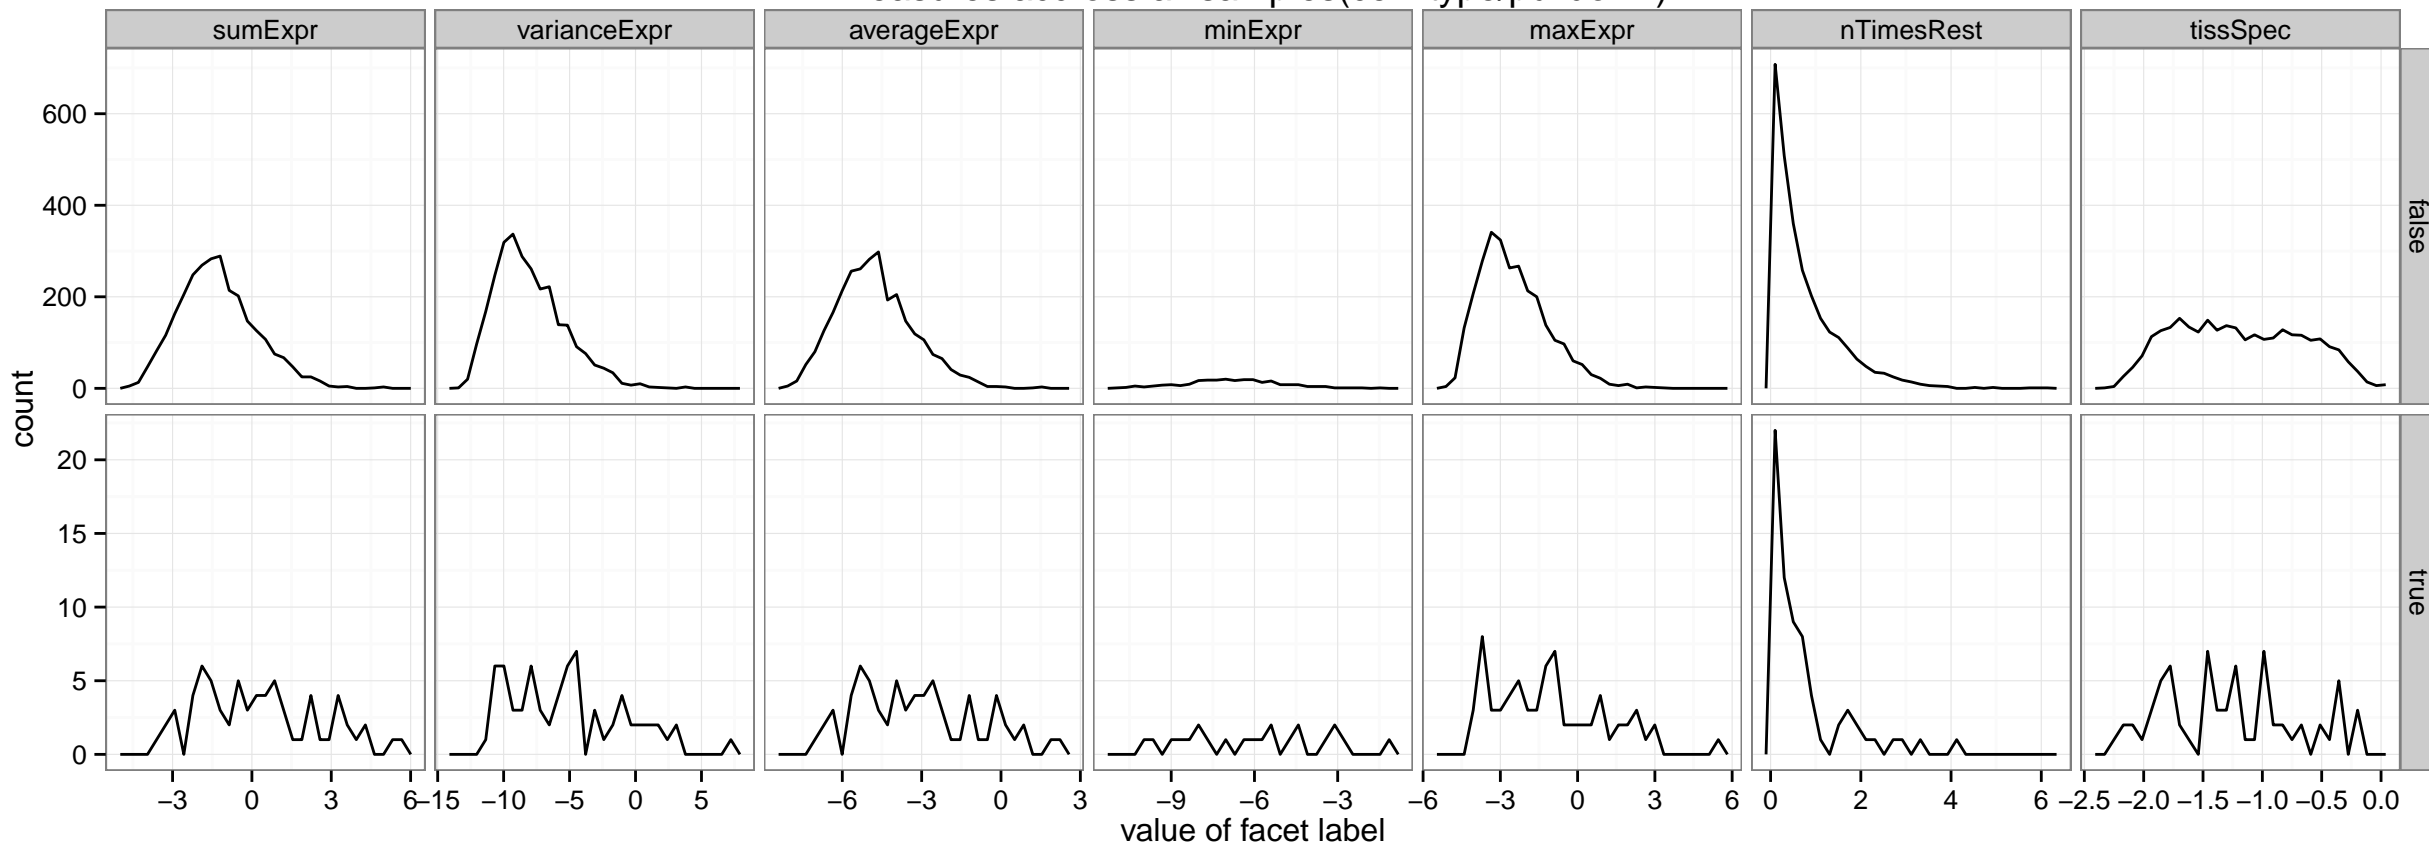 sumExpr varianceExpr averageExpr minExpr maxExpr nTimesRest tissSpec
600
400
200
0
false
count
20
15
10
5
0
true
−3 0 3 6 −15 −10 −5 0 5 −6 −3 0 3 −9 −6 −3 −6 −3 0 3 6 0 2 4 6 −2.5 −2.0 −1.5 −1.0 −0.5 0.0
value of facet label